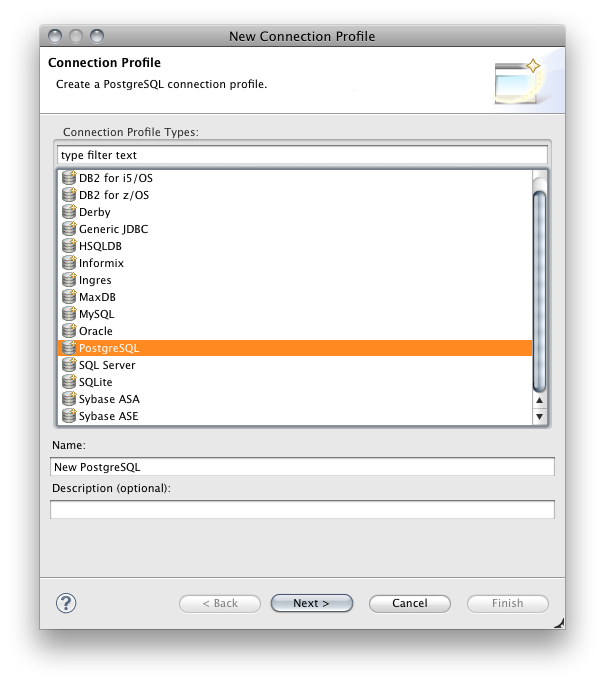 New Connection Profile
Connection Profile
Create a PostgreSQL connection profile.
Connection Profile Types:
type filter text
DB2 for i5/OS
DB2 for z/OS
Derby
Generic JDBC
HSQLDB
Informix
Ingres
MaxDB
MySQL
Oracle
PostgreSQL
SQL Server
SQLite
Sybase ASA
Sybase ASE
Name:
New PostgreSQL
Description (optional):
? < Back Next > Cancel Finish